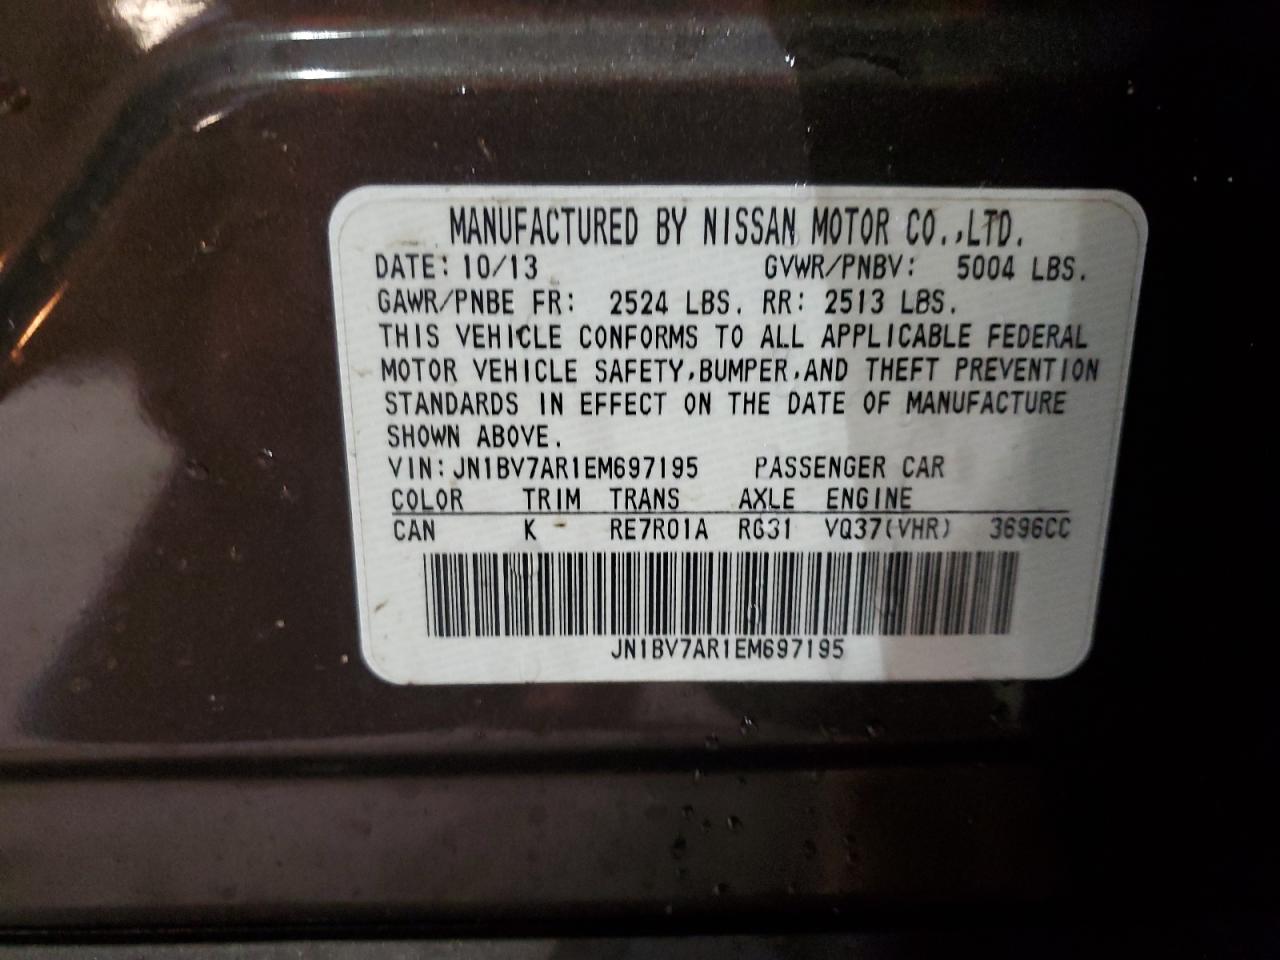 MANUFACTURED BY NISSAN MOTOR CO.,LTD.
DATE: 10/13 GVWR/PNBV: 5004 LBS.
GAWR/PNBE FR: 2524 LBS. RR: 2513 LBS.
THIS VEHICLE CONFORMS TO ALL APPLICABLE FEDERAL
MOTOR VEHICLE SAFETY,BUMPER,AND THEFT PREVENTION
STANDARDS IN EFFECT ON THE DATE OF MANUFACTURE
SHOWN ABOVE.
VIN: JN1BV7AR1EM697195 PASSENGER CAR
COLOR TRIM TRANS AXLE ENGINE
CAN K RE7R01A RG31 VQ37(VHR) 3696CC
JN1BV7AR1EM697195